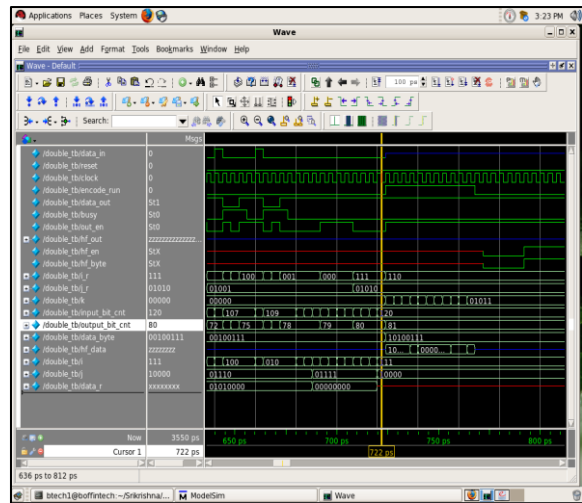 Applications Places System 3:23 PM
Wave
File Edit View Add Format Tools Bookmarks Window Help
Wave - Default
100 ps
Search:
Msgs
/double_tb/data_in 0
/double_tb/reset 0
/double_tb/clock 0
/double_tb/encode_run 0
/double_tb/data_out St1
/double_tb/busy St0
/double_tb/out_en St0
/double_tb/hf_out zzzzzzzzzzzzz...
/double_tb/hf_en StX
/double_tb/hf_byte StX
/double_tb/i_r 111 100 001 000 111 110
/double_tb/j_r 01010 01001 01010
/double_tb/k 00000 00000 01011
/double_tb/input_bit_cnt 120 107 109 20
/double_tb/output_bit_cnt 80 72 75 78 79 80 81
/double_tb/data_byte 00100111 00100111 10100111
/double_tb/hf_data zzzzzzzz 10... 0000...
/double_tb/i 111 100 010 11
/double_tb/j 10000 01110 01111 0000
/double_tb/data_r xxxxxxxx 01010000 00000000
Now 3550 ps 650 ps 700 ps 750 ps 800 ps
Cursor 1 722 ps 722 ps
636 ps to 812 ps
btech1@boffintech:~/Srikrishna/... ModelSim Wave